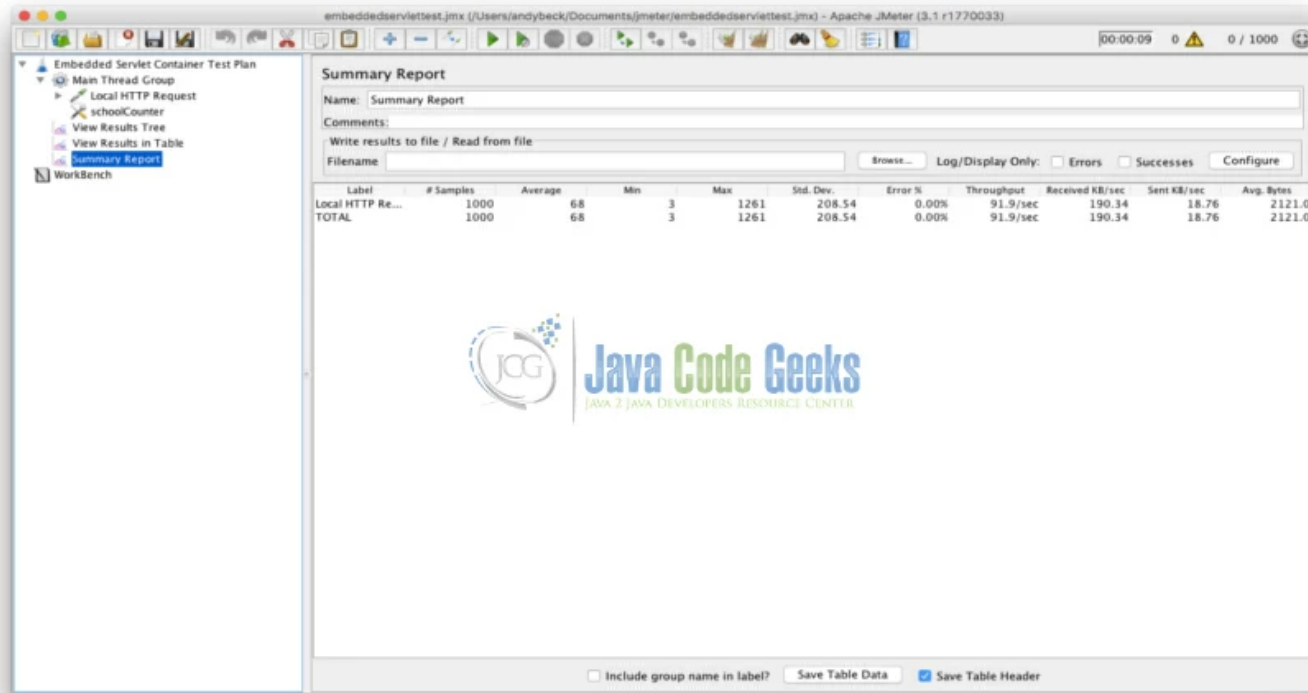 embeddedservlettest.jmx (/Users/andybeck/Documents/jmeter/embeddedservlettest.jmx) - Apache JMeter (3.1 r1770033)
00:00:09 0 0 / 1000
Embedded Servlet Container Test Plan
Main Thread Group
Local HTTP Request
schoolCounter
View Results Tree
View Results in Table
Summary Report
WorkBench
Summary Report
Name: Summary Report
Comments:
Write results to file / Read from file
Filename Browse... Log/Display Only: Errors Successes Configure
Label # Samples Average Min Max Std. Dev. Error % Throughput Received KB/sec Sent KB/sec Avg. Bytes
Local HTTP Re... 1000 68 3 1261 208.54 0.00% 91.9/sec 190.34 18.76 2121.0
TOTAL 1000 68 3 1261 208.54 0.00% 91.9/sec 190.34 18.76 2121.0
JCG
Java Code Geeks
JAVA 2 JAVA DEVELOPERS RESOURCE CENTER
Include group name in label? Save Table Data Save Table Header